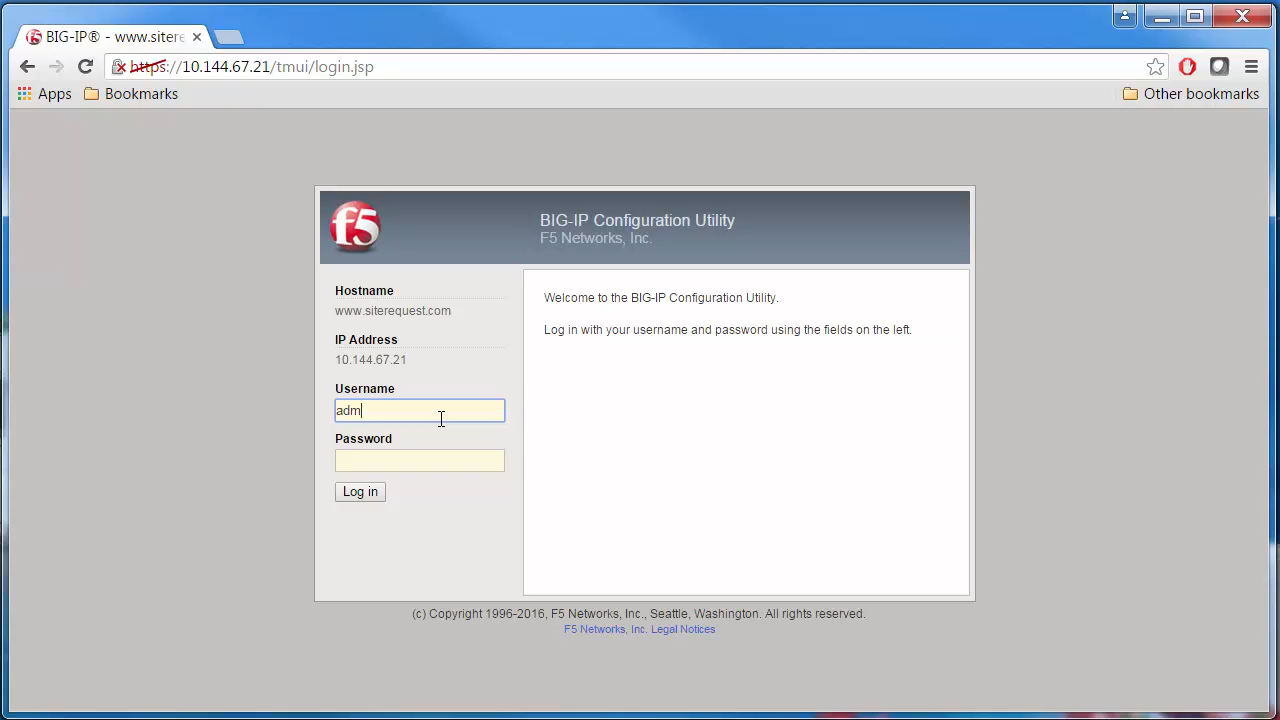 BIG-IP® - www.sitere
https://10.144.67.21/tmui/login.jsp
Apps Bookmarks Other bookmarks
f5
BIG-IP Configuration Utility
F5 Networks, Inc.
Hostname
www.siterequest.com
IP Address
10.144.67.21
Username
adm
Password
Log in
Welcome to the BIG-IP Configuration Utility.
Log in with your username and password using the fields on the left.
(c) Copyright 1996-2016, F5 Networks, Inc., Seattle, Washington. All rights reserved.
F5 Networks, Inc. Legal Notices